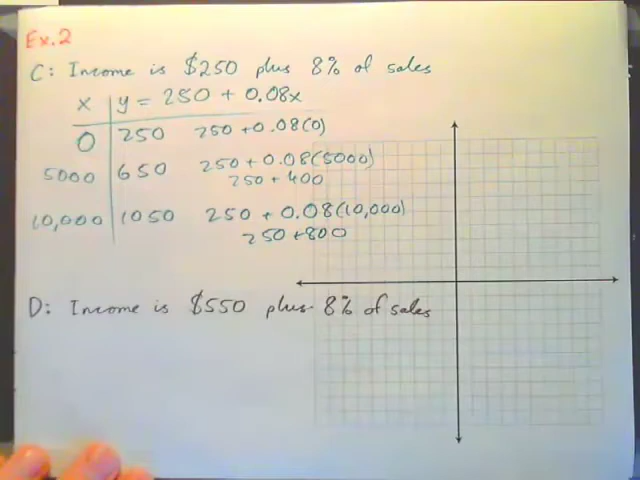 Ex.2
C: Income is $250 plus 8% of sales
x y = 250 + 0.08x
0 250 250 + 0.08(0)
5000 650 250 + 0.08(5000)
250 + 400
10,000 1050 250 + 0.08(10,000)
250 + 800
D: Income is $550 plus 8% of sales